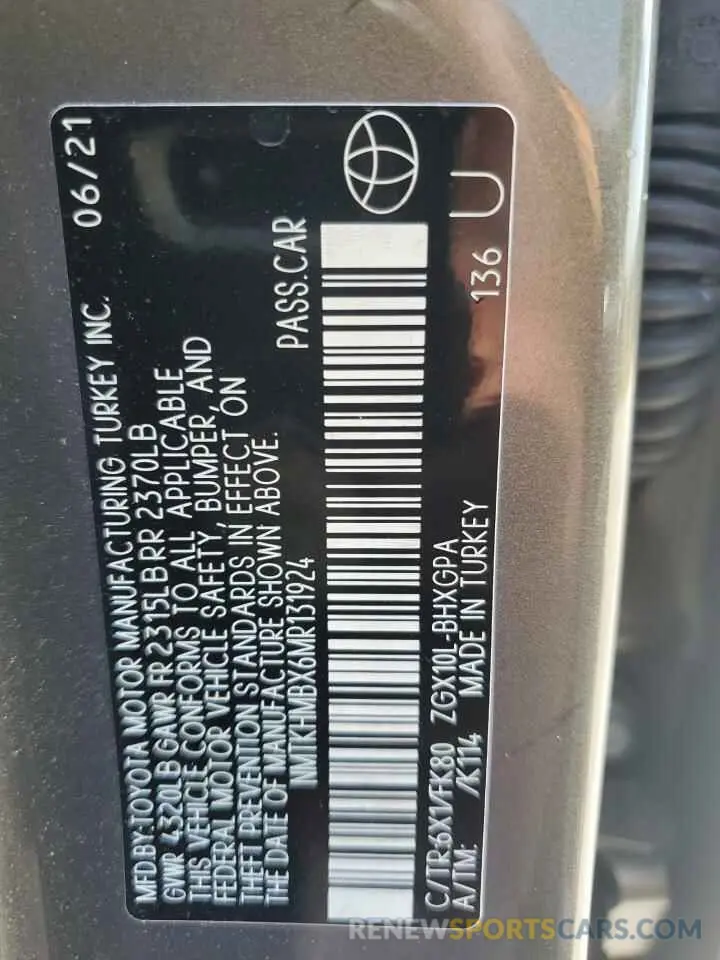 MFD.BY:TOYOTA MOTOR MANUFACTURING TURKEY INC. 06/21
GVWR 4320LB GAWR FR 2315LB RR 2370LB
THIS VEHICLE CONFORMS TO ALL APPLICABLE
FEDERAL MOTOR VEHICLE SAFETY, BUMPER, AND
THEFT PREVENTION STANDARDS IN EFFECT ON
THE DATE OF MANUFACTURE SHOWN ABOVE.
NMTKHMBX6MR131924 PASS.CAR
C/TR:6X1/FK80 ZGX10L-BHXGPA
A/TM: /K114 MADE IN TURKEY 136 U
RENEWSPORTSCARS.COM